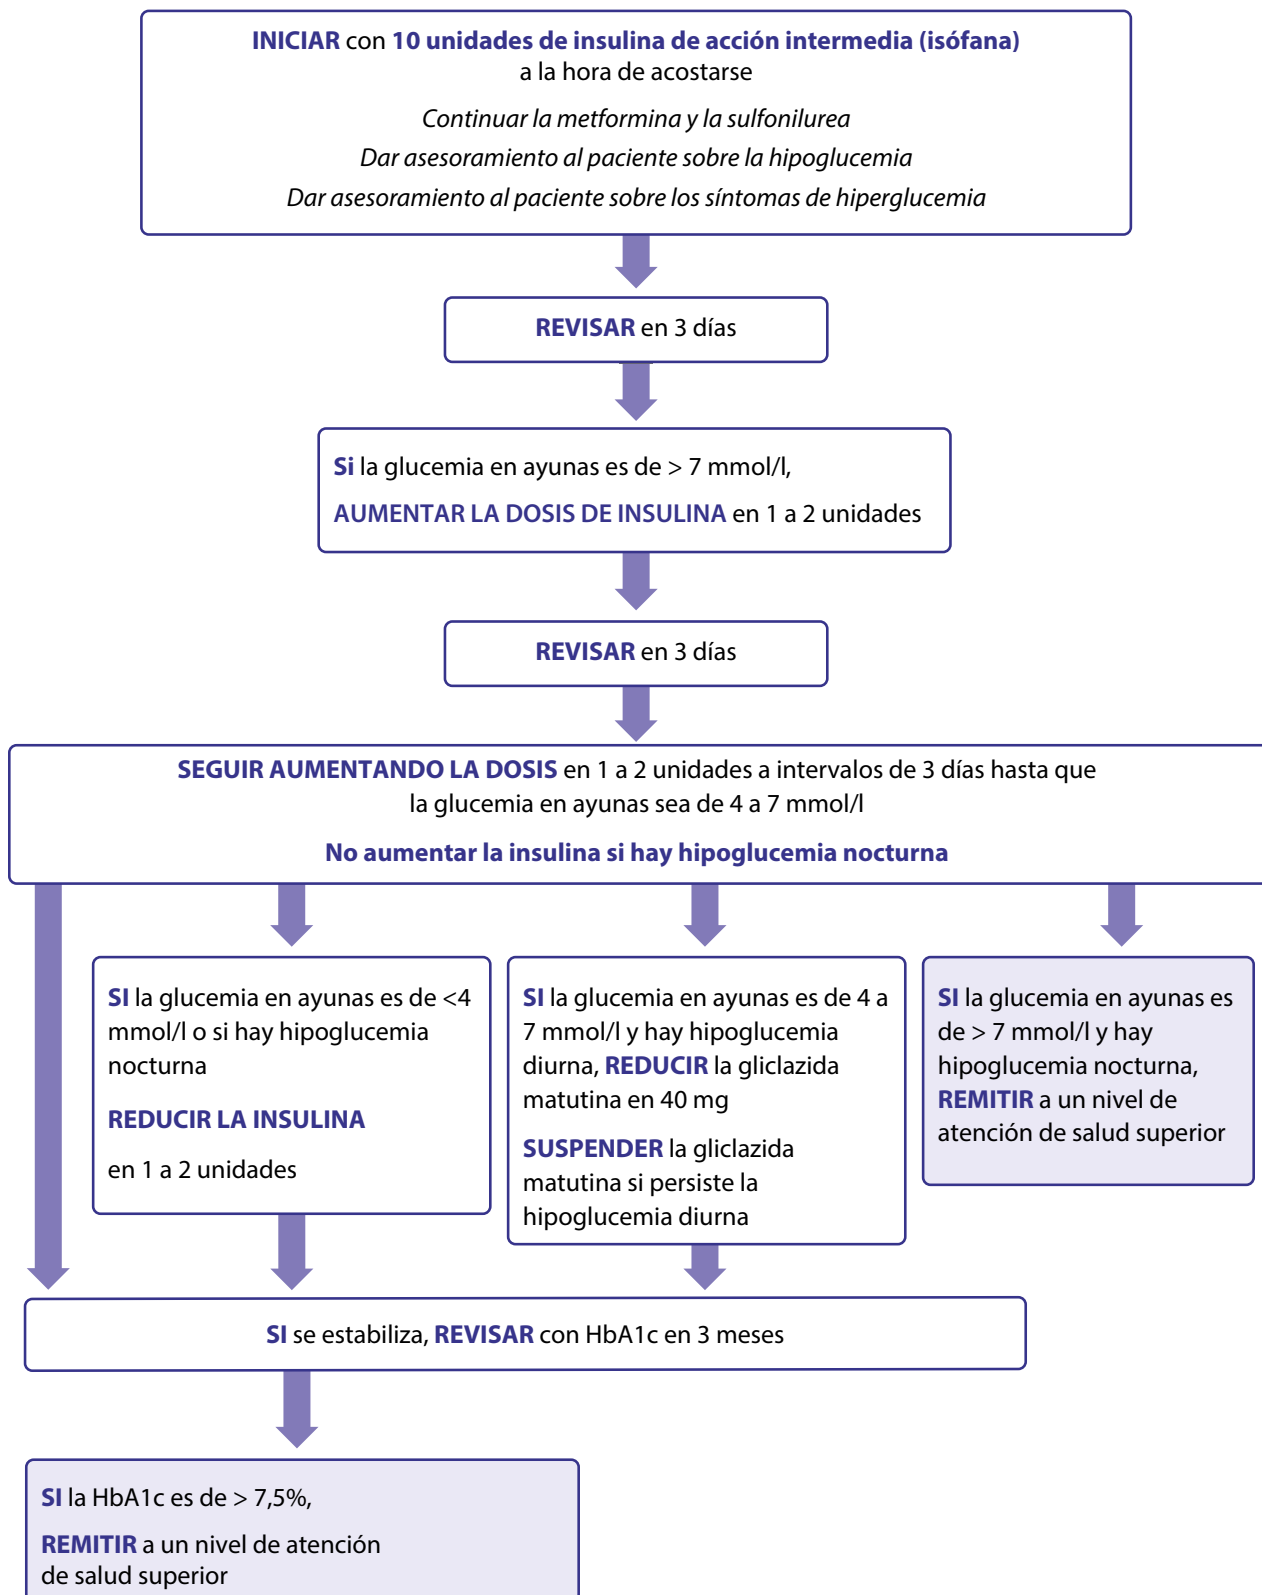 INICIAR con 10 unidades de insulina de acción intermedia (isófana)
a la hora de acostarse
Continuar la metformina y la sulfonilurea
Dar asesoramiento al paciente sobre la hipoglucemia
Dar asesoramiento al paciente sobre los síntomas de hiperglucemia
REVISAR en 3 días
Si la glucemia en ayunas es de > 7 mmol/l,
AUMENTAR LA DOSIS DE INSULINA en 1 a 2 unidades
REVISAR en 3 días
SEGUIR AUMENTANDO LA DOSIS en 1 a 2 unidades a intervalos de 3 días hasta que
la glucemia en ayunas sea de 4 a 7 mmol/l
No aumentar la insulina si hay hipoglucemia nocturna
SI la glucemia en ayunas es de <4
mmol/l o si hay hipoglucemia
nocturna
REDUCIR LA INSULINA
en 1 a 2 unidades
SI la glucemia en ayunas es de 4 a
7 mmol/l y hay hipoglucemia
diurna, REDUCIR la gliclazida
matutina en 40 mg
SUSPENDER la gliclazida
matutina si persiste la
hipoglucemia diurna
SI la glucemia en ayunas es
de > 7 mmol/l y hay
hipoglucemia nocturna,
REMITIR a un nivel de
atención de salud superior
SI se estabiliza, REVISAR con HbA1c en 3 meses
SI la HbA1c es de > 7,5%,
REMITIR a un nivel de atención
de salud superior